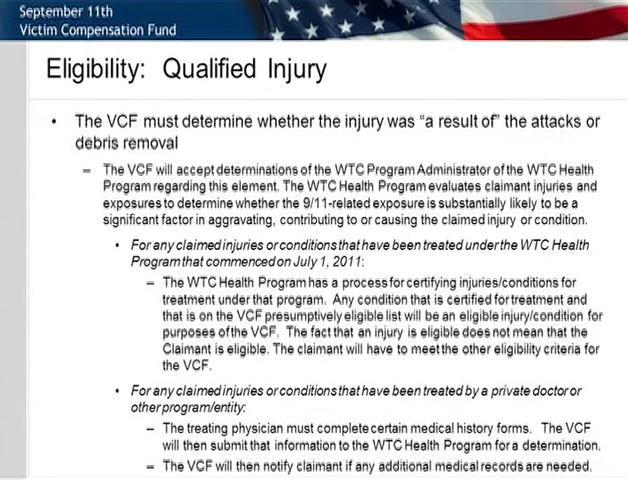 September 11th
Victim Compensation Fund
Eligibility: Qualified Injury
• The VCF must determine whether the injury was “a result of” the attacks or
debris removal
– The VCF will accept determinations of the WTC Program Administrator of the WTC Health
Program regarding this element. The WTC Health Program evaluates claimant injuries and
exposures to determine whether the 9/11-related exposure is substantially likely to be a
significant factor in aggravating, contributing to or causing the claimed injury or condition.
• For any claimed injuries or conditions that have been treated under the WTC Health
Program that commenced on July 1, 2011:
– The WTC Health Program has a process for certifying injuries/conditions for
treatment under that program. Any condition that is certified for treatment and
that is on the VCF presumptively eligible list will be an eligible injury/condition for
purposes of the VCF. The fact that an injury is eligible does not mean that the
Claimant is eligible. The claimant will have to meet the other eligibility criteria for
the VCF.
• For any claimed injuries or conditions that have been treated by a private doctor or
other program/entity:
– The treating physician must complete certain medical history forms. The VCF
will then submit that information to the WTC Health Program for a determination.
– The VCF will then notify claimant if any additional medical records are needed.